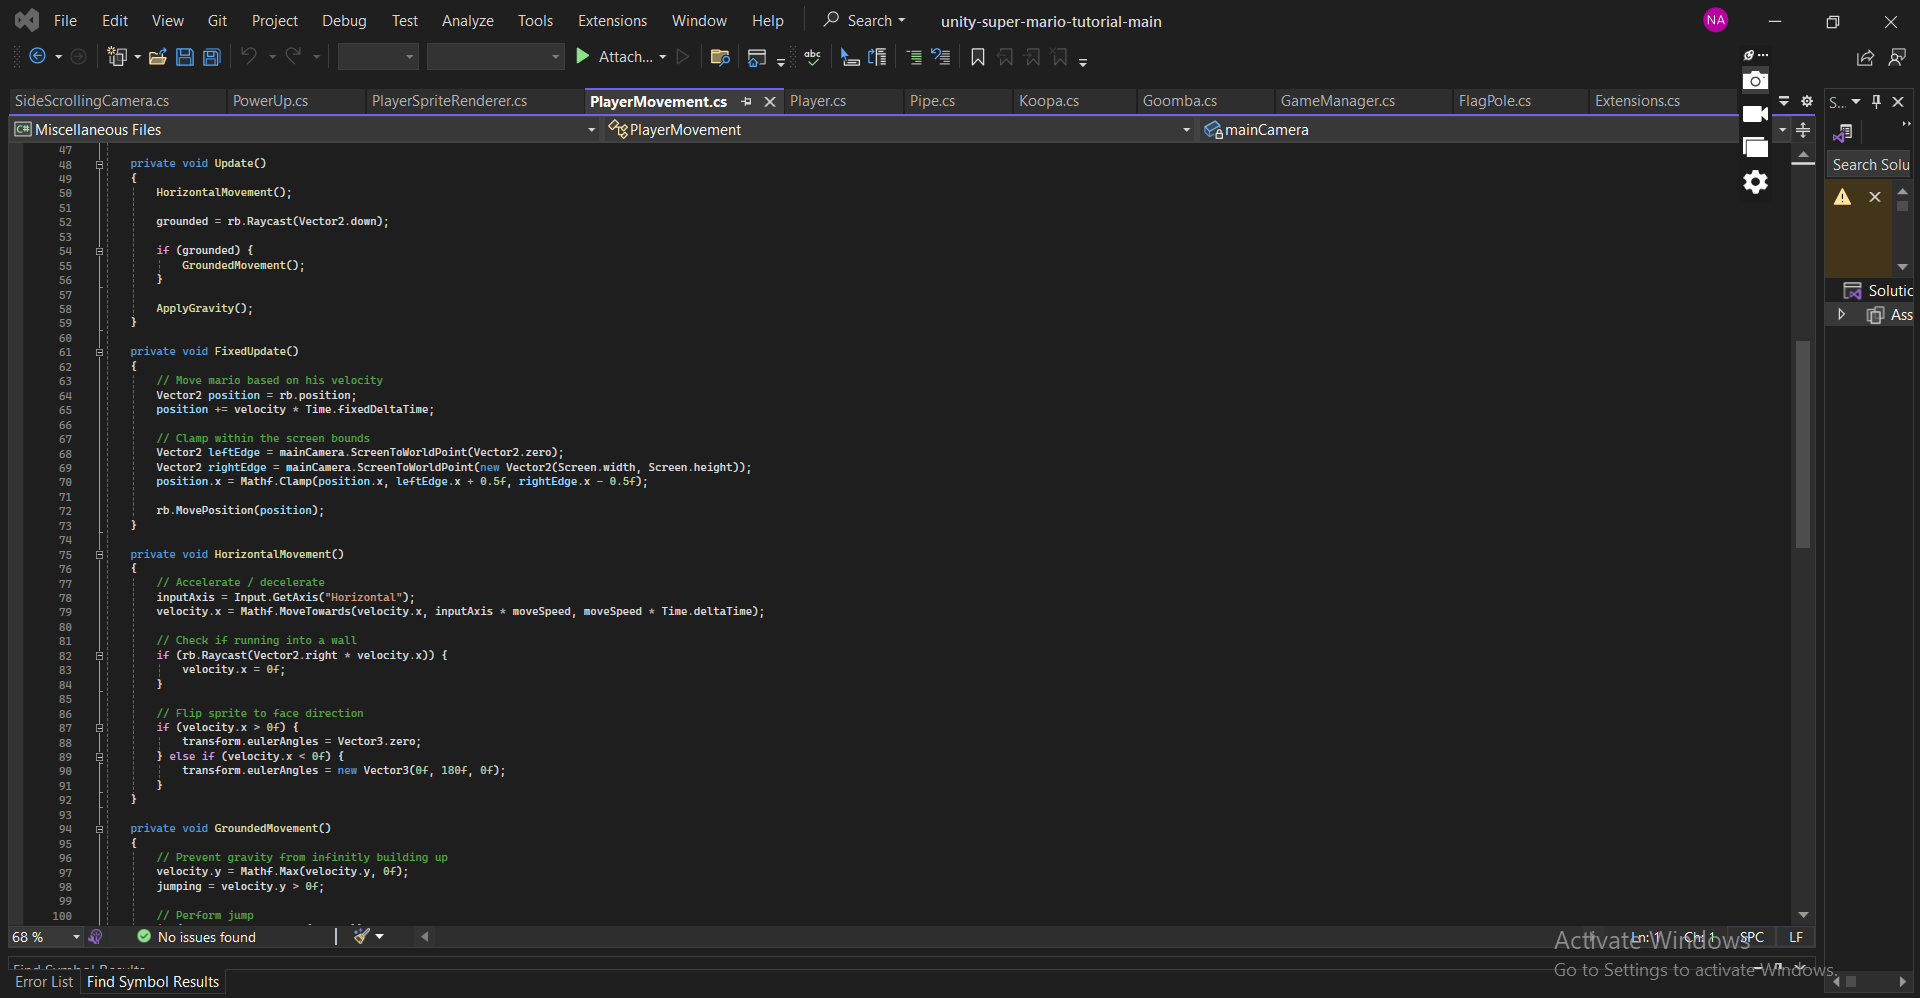 File Edit View Git Project Debug Test Analyze Tools Extensions Window Help Search unity-super-mario-tutorial-main NA
Attach... abc
SideScrollingCamera.cs PowerUp.cs PlayerSpriteRenderer.cs PlayerMovement.cs Player.cs Pipe.cs Koopa.cs Goomba.cs GameManager.cs FlagPole.cs Extensions.cs S...
C# Miscellaneous Files PlayerMovement mainCamera
Search Solu
Solutic
Ass
47
48 private void Update()
49 {
50 HorizontalMovement();
51
52 grounded = rb.Raycast(Vector2.down);
53
54 if (grounded) {
55 GroundedMovement();
56 }
57
58 ApplyGravity();
59 }
60
61 private void FixedUpdate()
62 {
63 // Move mario based on his velocity
64 Vector2 position = rb.position;
65 position += velocity * Time.fixedDeltaTime;
66
67 // Clamp within the screen bounds
68 Vector2 leftEdge = mainCamera.ScreenToWorldPoint(Vector2.zero);
69 Vector2 rightEdge = mainCamera.ScreenToWorldPoint(new Vector2(Screen.width, Screen.height));
70 position.x = Mathf.Clamp(position.x, leftEdge.x + 0.5f, rightEdge.x - 0.5f);
71
72 rb.MovePosition(position);
73 }
74
75 private void HorizontalMovement()
76 {
77 // Accelerate / decelerate
78 inputAxis = Input.GetAxis("Horizontal");
79 velocity.x = Mathf.MoveTowards(velocity.x, inputAxis * moveSpeed, moveSpeed * Time.deltaTime);
80
81 // Check if running into a wall
82 if (rb.Raycast(Vector2.right * velocity.x)) {
83 velocity.x = 0f;
84 }
85
86 // Flip sprite to face direction
87 if (velocity.x > 0f) {
88 transform.eulerAngles = Vector3.zero;
89 } else if (velocity.x < 0f) {
90 transform.eulerAngles = new Vector3(0f, 180f, 0f);
91 }
92 }
93
94 private void GroundedMovement()
95 {
96 // Prevent gravity from infinitly building up
97 velocity.y = Mathf.Max(velocity.y, 0f);
98 jumping = velocity.y > 0f;
99
100 // Perform jump
68 % No issues found Ln: 1 Ch: 1 SPC LF
Activate Windows
Go to Settings to activate Windows.
Find Symbol Results
Error List Find Symbol Results